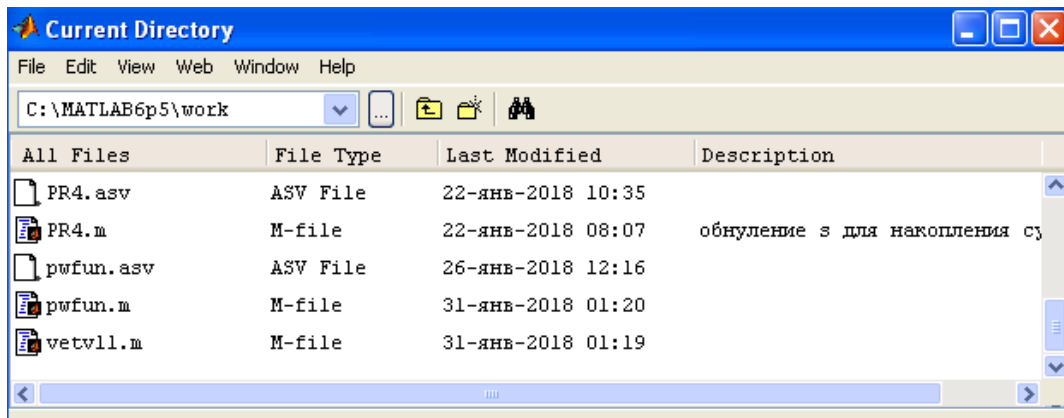 Current Directory
File Edit View Web Window Help
C:\MATLAB6p5\work ...
All Files File Type Last Modified Description
PR4.asv ASV File 22-янв-2018 10:35
PR4.m M-file 22-янв-2018 08:07 обнуление s для накопления су
pwfun.asv ASV File 26-янв-2018 12:16
pwfun.m M-file 31-янв-2018 01:20
vetvl1.m M-file 31-янв-2018 01:19